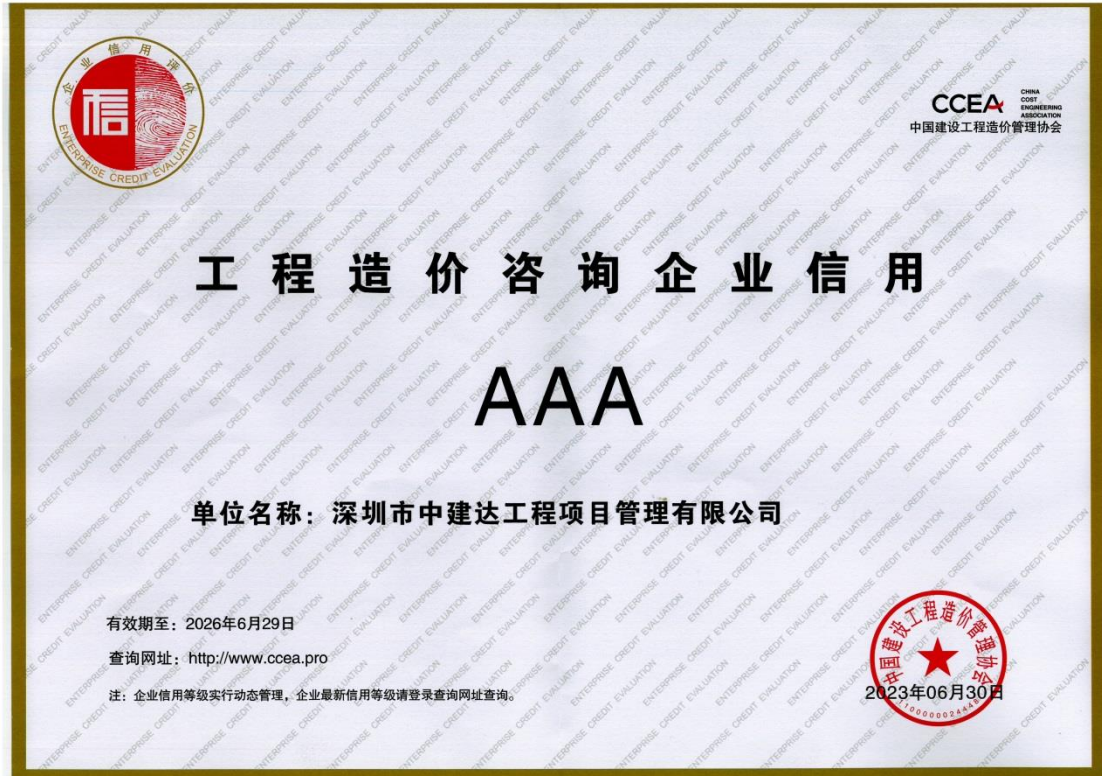 企业信用评价
信
ENTERPRISE CREDIT EVALUATION
CCEA
CHINA
COST
ENGINEERING
ASSOCIATION
中国建设工程造价管理协会
工程造价咨询企业信用
AAA
单位名称：深圳市中建达工程项目管理有限公司
有效期至：2026年6月29日
查询网址：http://www.ccea.pro
注：企业信用等级实行动态管理，企业最新信用等级请登录查询网址查询。
中国建设工程造价管理协会
2023年06月30日